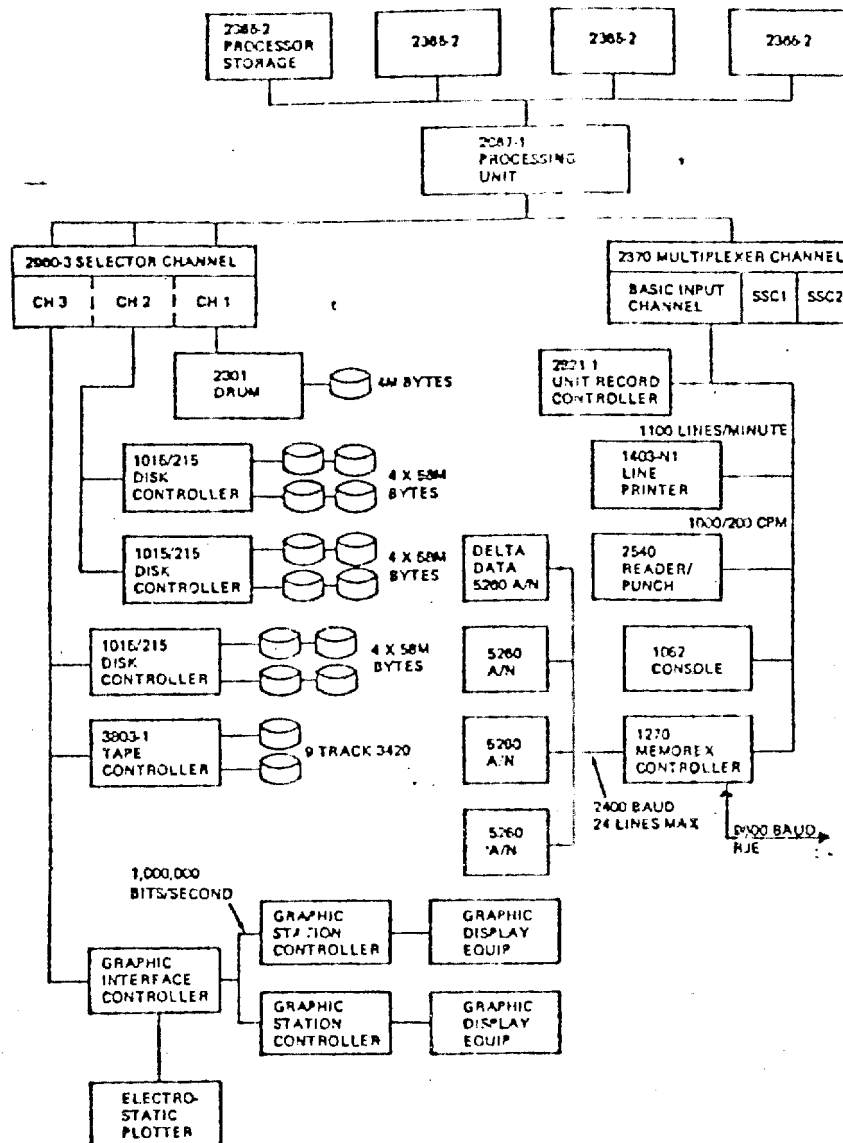 2365-2
PROCESSOR
STORAGE
2365-2
2365-2
2365-2
2067-1
PROCESSING
UNIT
2860-3 SELECTOR CHANNEL
CH 3
CH 2
CH 1
2370 MULTIPLEXER CHANNEL
BASIC INPUT
CHANNEL
SSC1
SSC2
2301
DRUM
4M BYTES
2821-1
UNIT RECORD
CONTROLLER
1100 LINES/MINUTE
1015/215
DISK
CONTROLLER
4 X 58M
BYTES
1403-N1
LINE
PRINTER
1000/200 CPM
1015/215
DISK
CONTROLLER
4 X 58M
BYTES
DELTA
DATA
5260 A/N
2540
READER/
PUNCH
1015/215
DISK
CONTROLLER
4 X 58M
BYTES
5260
A/N
1052
CONSOLE
3803-1
TAPE
CONTROLLER
9 TRACK 3420
5260
A/N
1270
MEMOREX
CONTROLLER
2400 BAUD
24 LINES MAX
BAUD
RJE
5260
A/N
1,000,000
BITS/SECOND
GRAPHIC
STATION
CONTROLLER
GRAPHIC
DISPLAY
EQUIP
GRAPHIC
INTERFACE
CONTROLLER
GRAPHIC
STATION
CONTROLLER
GRAPHIC
DISPLAY
EQUIP
ELECTRO-
STATIC
PLOTTER